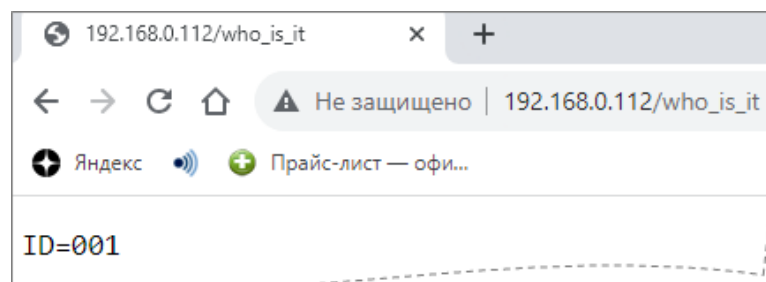 192.168.0.112/who_is_it
Не защищено | 192.168.0.112/who_is_it
Яндекс Прайс-лист — офи...
ID=001